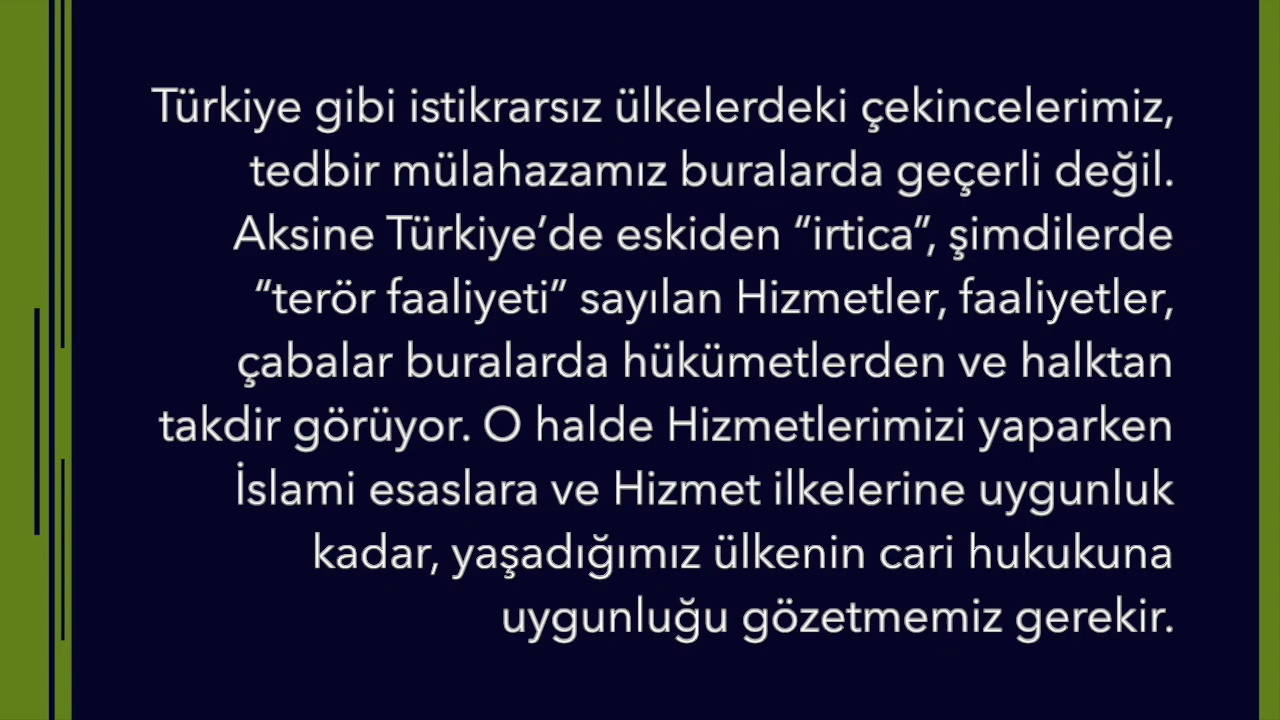 Türkiye gibi istikrarsız ülkelerdeki çekincelerimiz,
tedbir mülahazamız buralarda geçerli değil.
Aksine Türkiye’de eskiden “irtica”, şimdilerde
“terör faaliyeti” sayılan Hizmetler, faaliyetler,
çabalar buralarda hükümetlerden ve halktan
takdir görüyor. O halde Hizmetlerimizi yaparken
İslami esaslara ve Hizmet ilkelerine uygunluk
kadar, yaşadığımız ülkenin cari hukukuna
uygunluğu gözetmemiz gerekir.